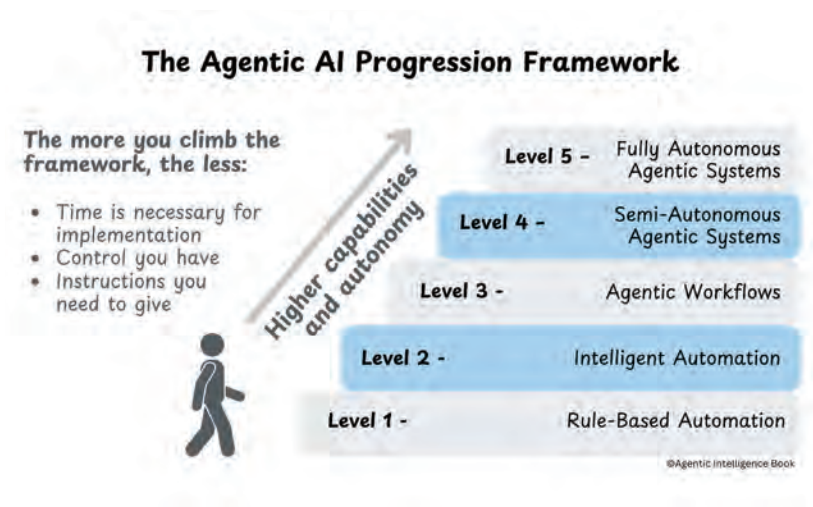 The Agentic AI Progression Framework
The more you climb the
framework, the less:
• Time is necessary for
implementation
• Control you have
• Instructions you
need to give
Higher capabilities
and autonomy
Level 5 - Fully Autonomous
Agentic Systems
Level 4 - Semi-Autonomous
Agentic Systems
Level 3 - Agentic Workflows
Level 2 - Intelligent Automation
Level 1 - Rule-Based Automation
©Agentic Intelligence Book